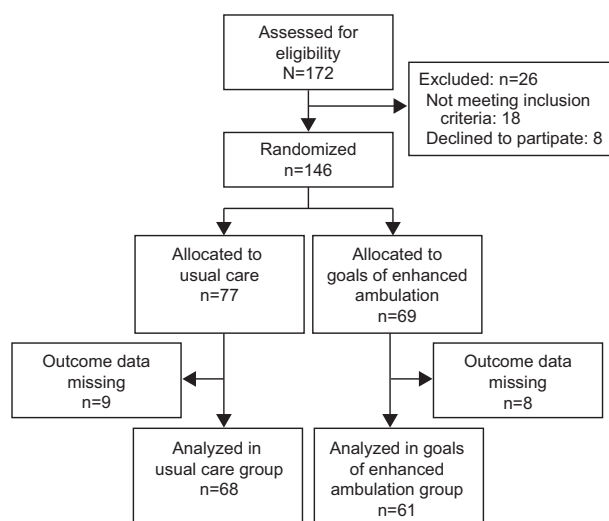 Assessed for
eligibility
N=172
Excluded: n=26
Not meeting inclusion
criteria: 18
Declined to partipate: 8
Randomized
n=146
Allocated to
usual care
n=77
Allocated to
goals of enhanced
ambulation
n=69
Outcome data
missing
n=9
Outcome data
missing
n=8
Analyzed in
usual care group
n=68
Analyzed in goals
of enhanced
ambulation group
n=61